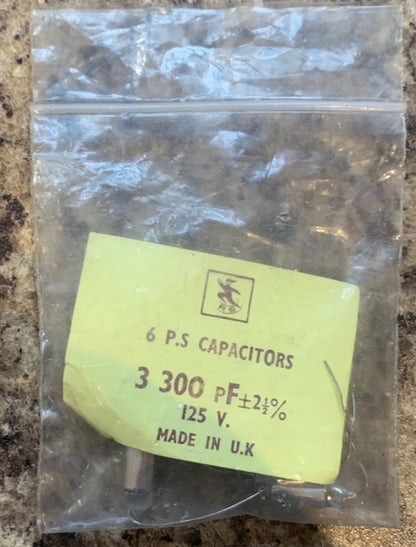 6 P.S CAPACITORS
3 300 PF±2½%
125 V.
MADE IN U.K